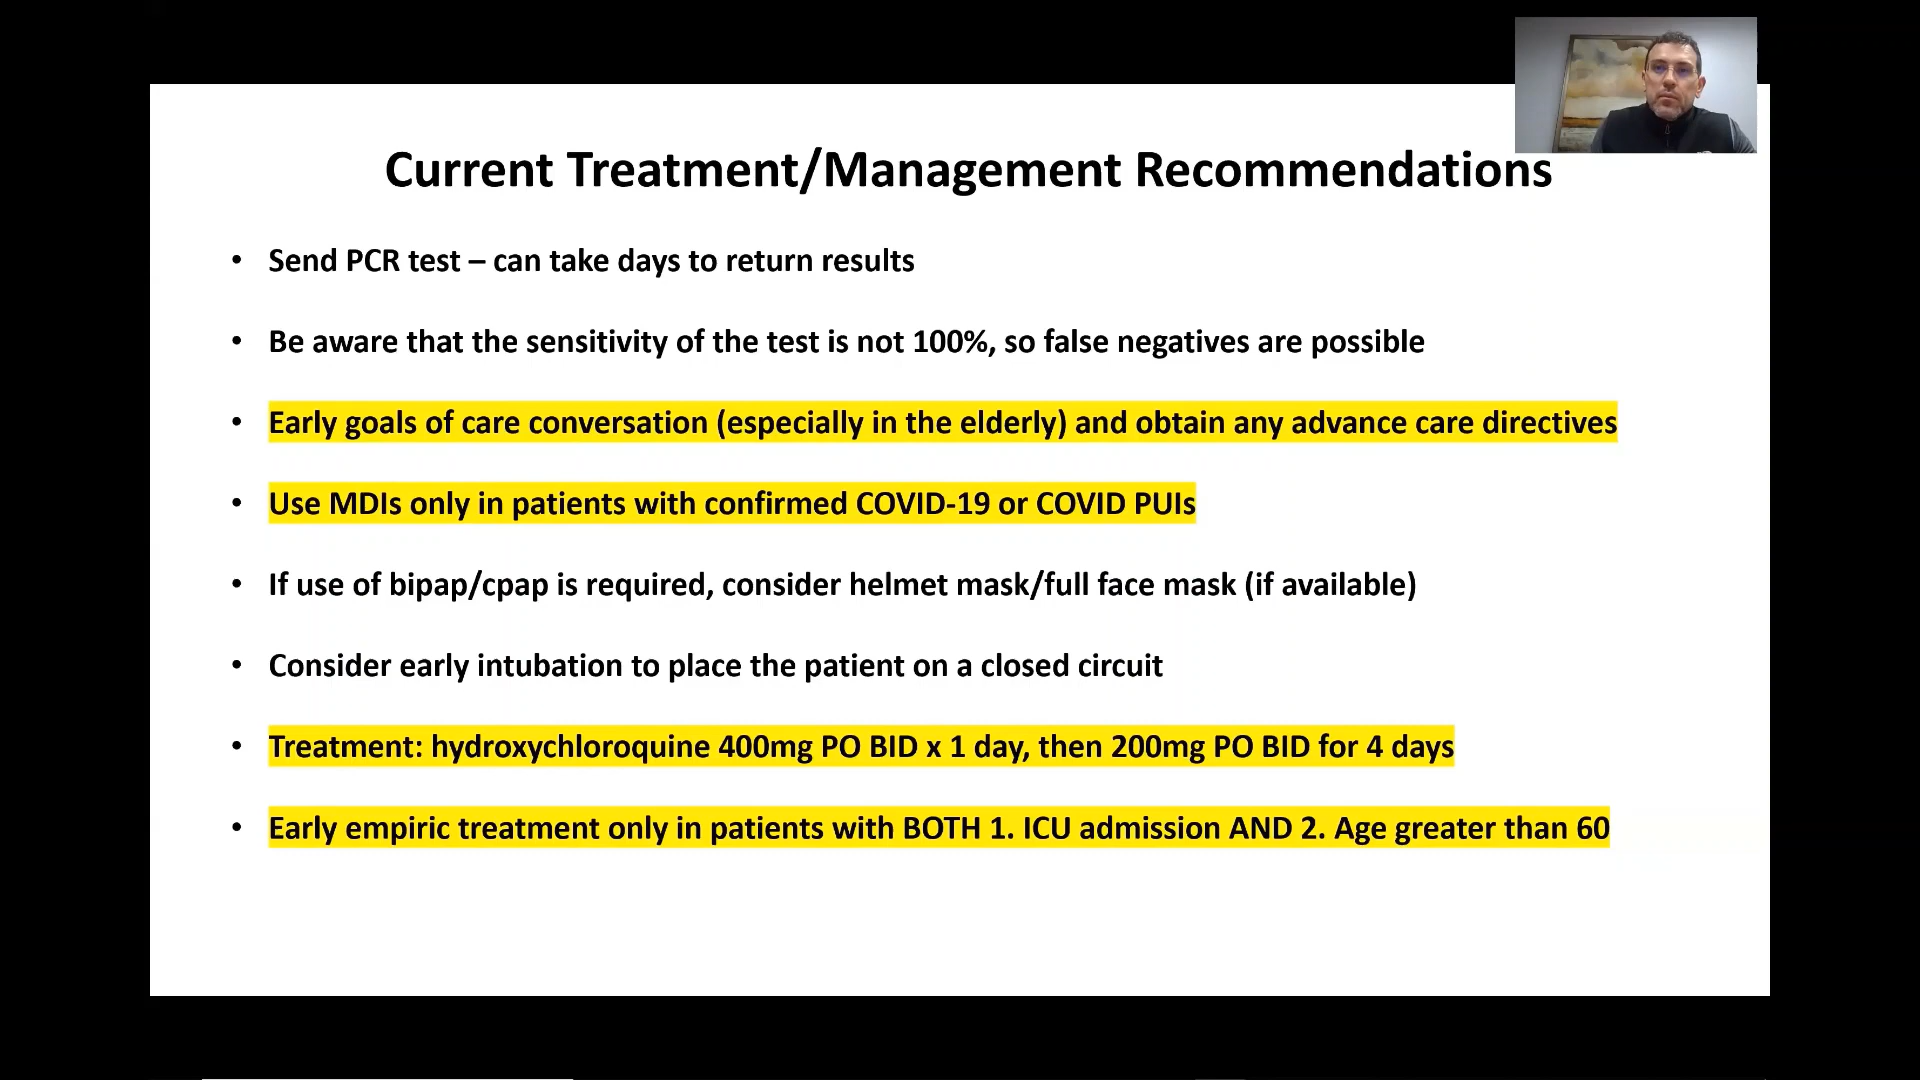 Current Treatment/Management Recommendations
• Send PCR test – can take days to return results
• Be aware that the sensitivity of the test is not 100%, so false negatives are possible
• Early goals of care conversation (especially in the elderly) and obtain any advance care directives
• Use MDIs only in patients with confirmed COVID-19 or COVID PUIs
• If use of bipap/cpap is required, consider helmet mask/full face mask (if available)
• Consider early intubation to place the patient on a closed circuit
• Treatment: hydroxychloroquine 400mg PO BID x 1 day, then 200mg PO BID for 4 days
• Early empiric treatment only in patients with BOTH 1. ICU admission AND 2. Age greater than 60